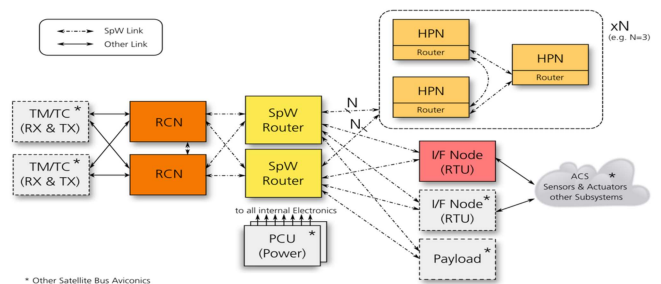 SpW Link
Other Link
xN
(e.g. N=3)
HPN
Router
HPN
Router
HPN
Router
TM/TC *
(RX & TX)
RCN
SpW
Router
N
N
TM/TC *
(RX & TX)
RCN
SpW
Router
I/F Node
(RTU)
ACS *
Sensors & Actuators
other Subsystems
I/F Node *
(RTU)
to all internal Electronics
PCU *
(Power)
Payload *
* Other Satellite Bus Aviconics